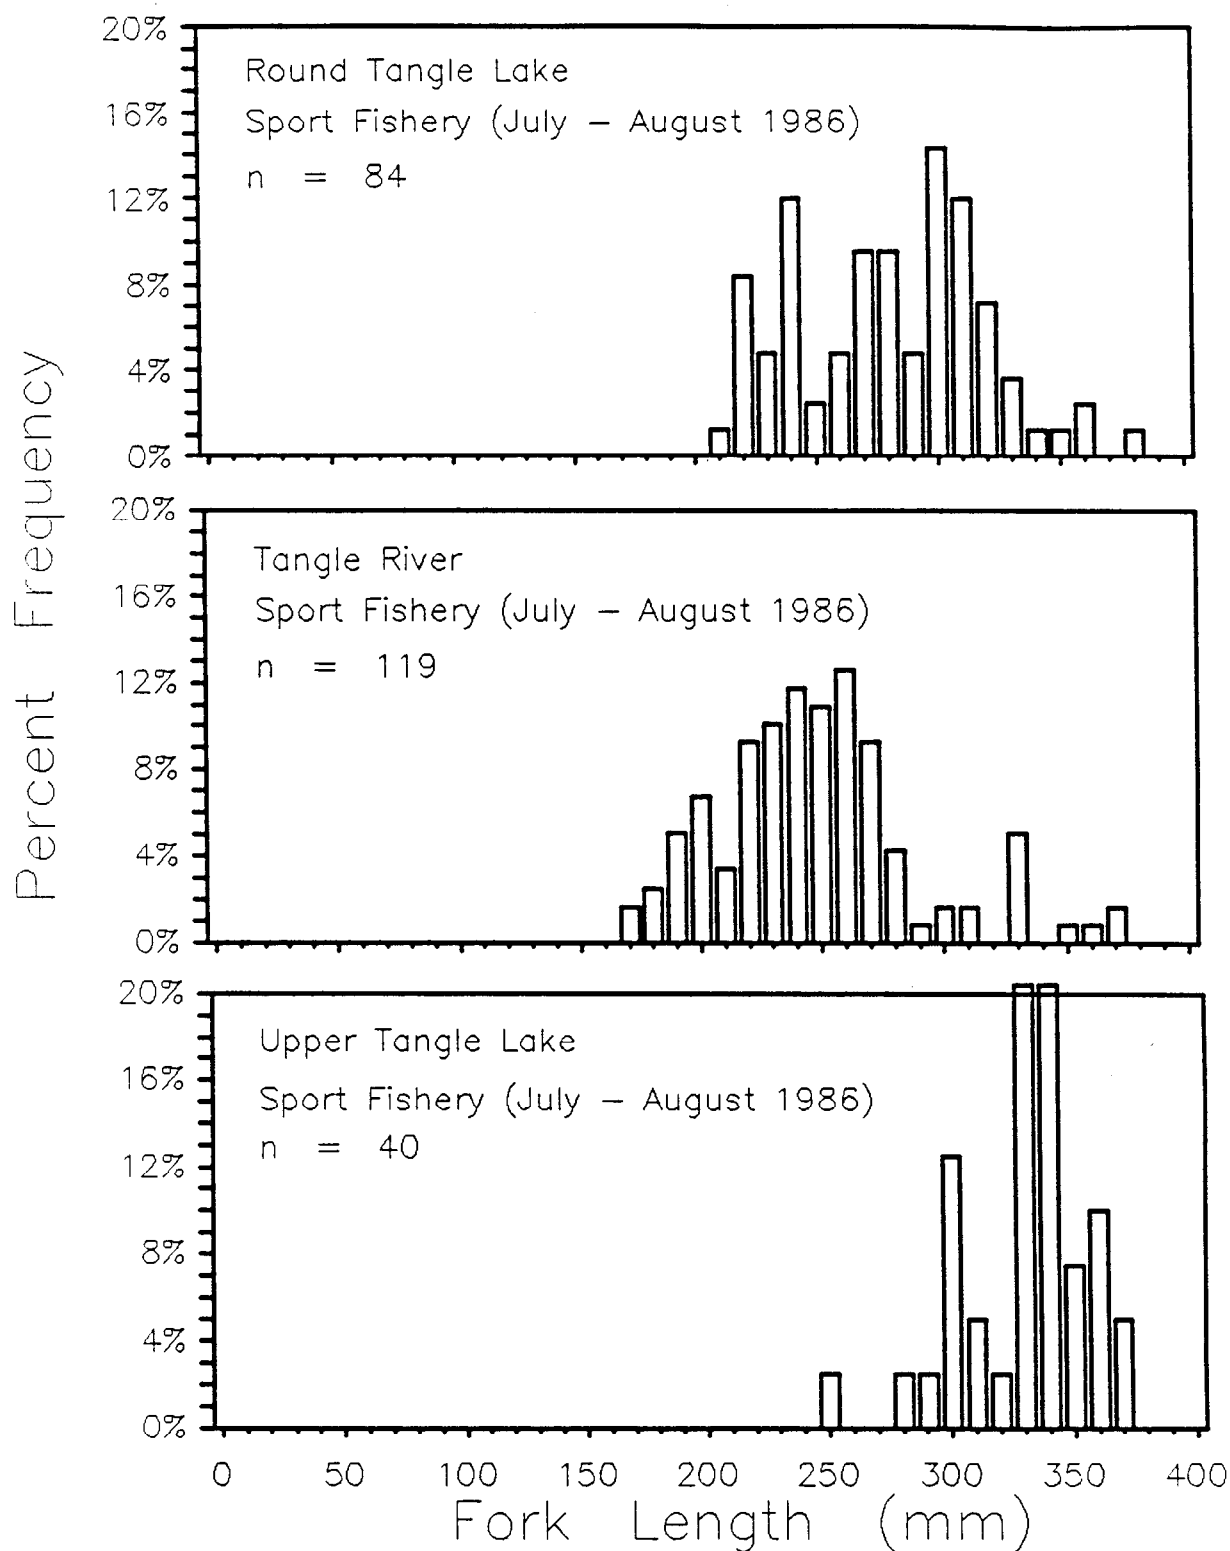 Percent Frequency
20%
16%
12%
8%
4%
0%
Round Tangle Lake
Sport Fishery (July – August 1986)
n = 84
20%
16%
12%
8%
4%
0%
Tangle River
Sport Fishery (July – August 1986)
n = 119
20%
16%
12%
8%
4%
0%
Upper Tangle Lake
Sport Fishery (July – August 1986)
n = 40
0 50 100 150 200 250 300 350 400
Fork Length (mm)